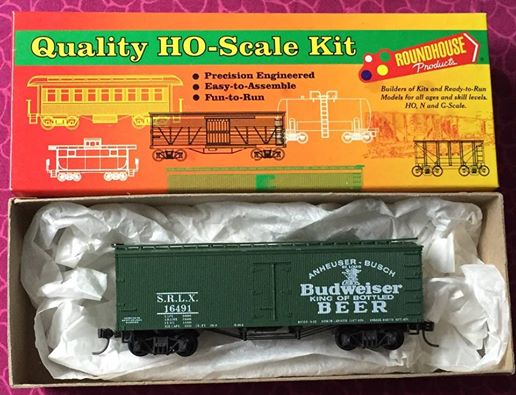 Quality HO-Scale Kit
ROUNDHOUSE
Products
• Precision Engineered
• Easy-to-Assemble
• Fun-to-Run
Builders of Kits and Ready-to-Run
Models for all ages and skill levels.
HO, N and G-Scale.
S.R.L.X.
16491
ANHEUSER-BUSCH
Budweiser
KING OF BOTTLED
BEER